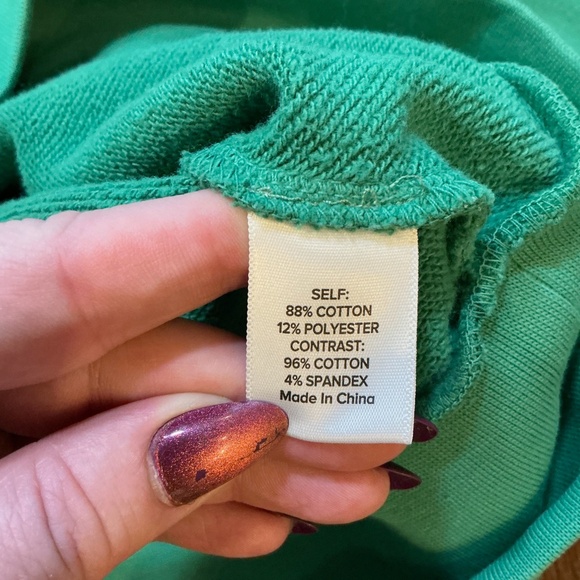 SELF:
88% COTTON
12% POLYESTER
CONTRAST:
96% COTTON
4% SPANDEX
Made In China